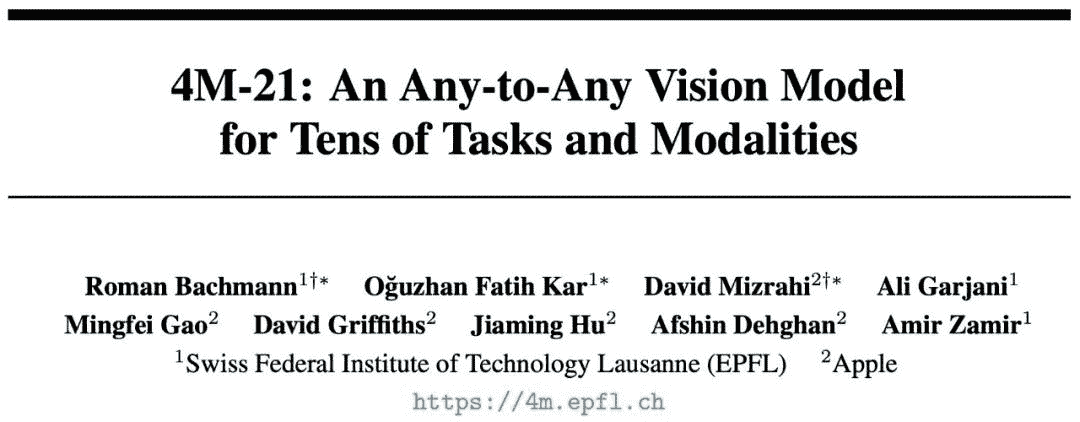 4M-21: An Any-to-Any Vision Model
for Tens of Tasks and Modalities
Roman Bachmann¹†* Oğuzhan Fatih Kar¹* David Mizrahi²†* Ali Garjani¹
Mingfei Gao² David Griffiths² Jiaming Hu² Afshin Dehghan² Amir Zamir¹
¹Swiss Federal Institute of Technology Lausanne (EPFL) ²Apple
https://4m.epfl.ch